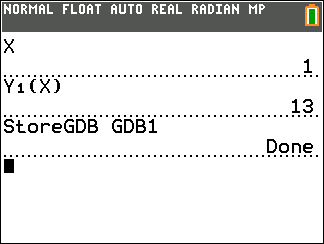 NORMAL FLOAT AUTO REAL RADIAN MP
X
1
Y₁(X)
13
StoreGDB GDB1
Done